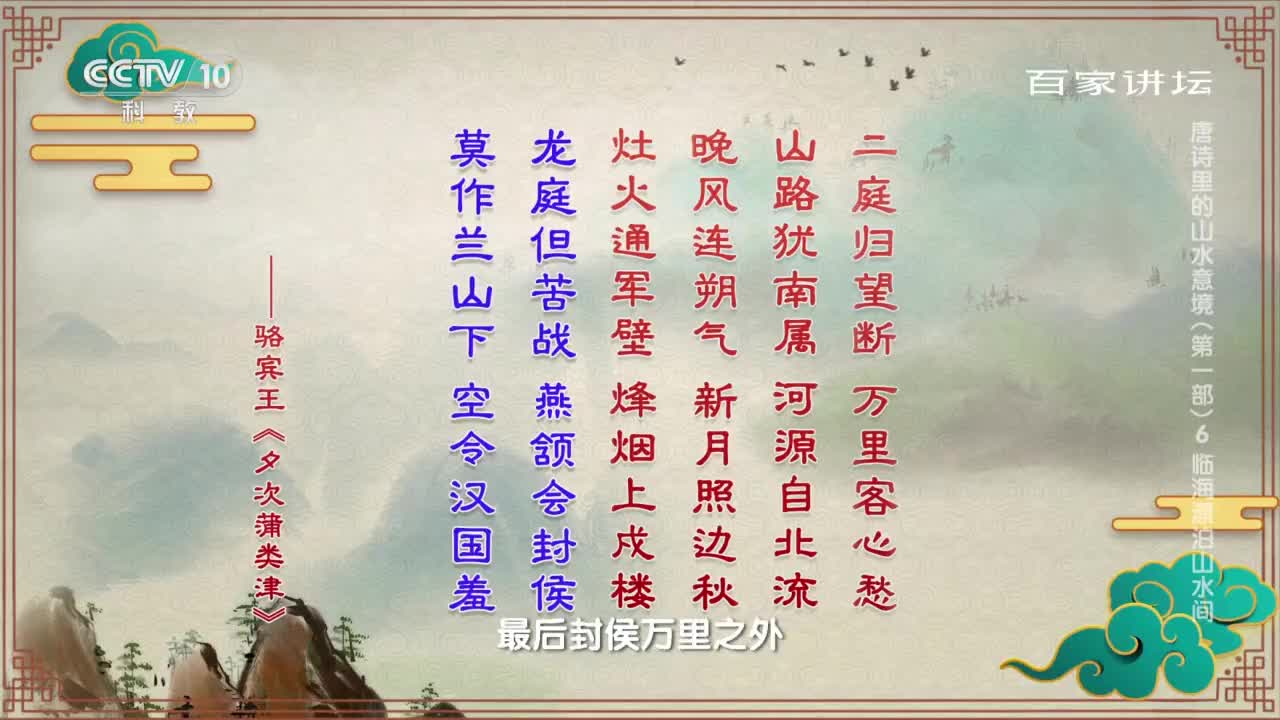 CCTV 10
科教
百家讲坛
唐诗里的山水意境（第一部）6 临海漂泊山水间
二庭归望断 万里客心愁
山路犹南属 河源自北流
晚风连朔气 新月照边秋
灶火通军壁 烽烟上戍楼
龙庭但苦战 燕颔会封侯
莫作兰山下 空令汉国羞
——骆宾王《夕次蒲类津》
最后封侯万里之外